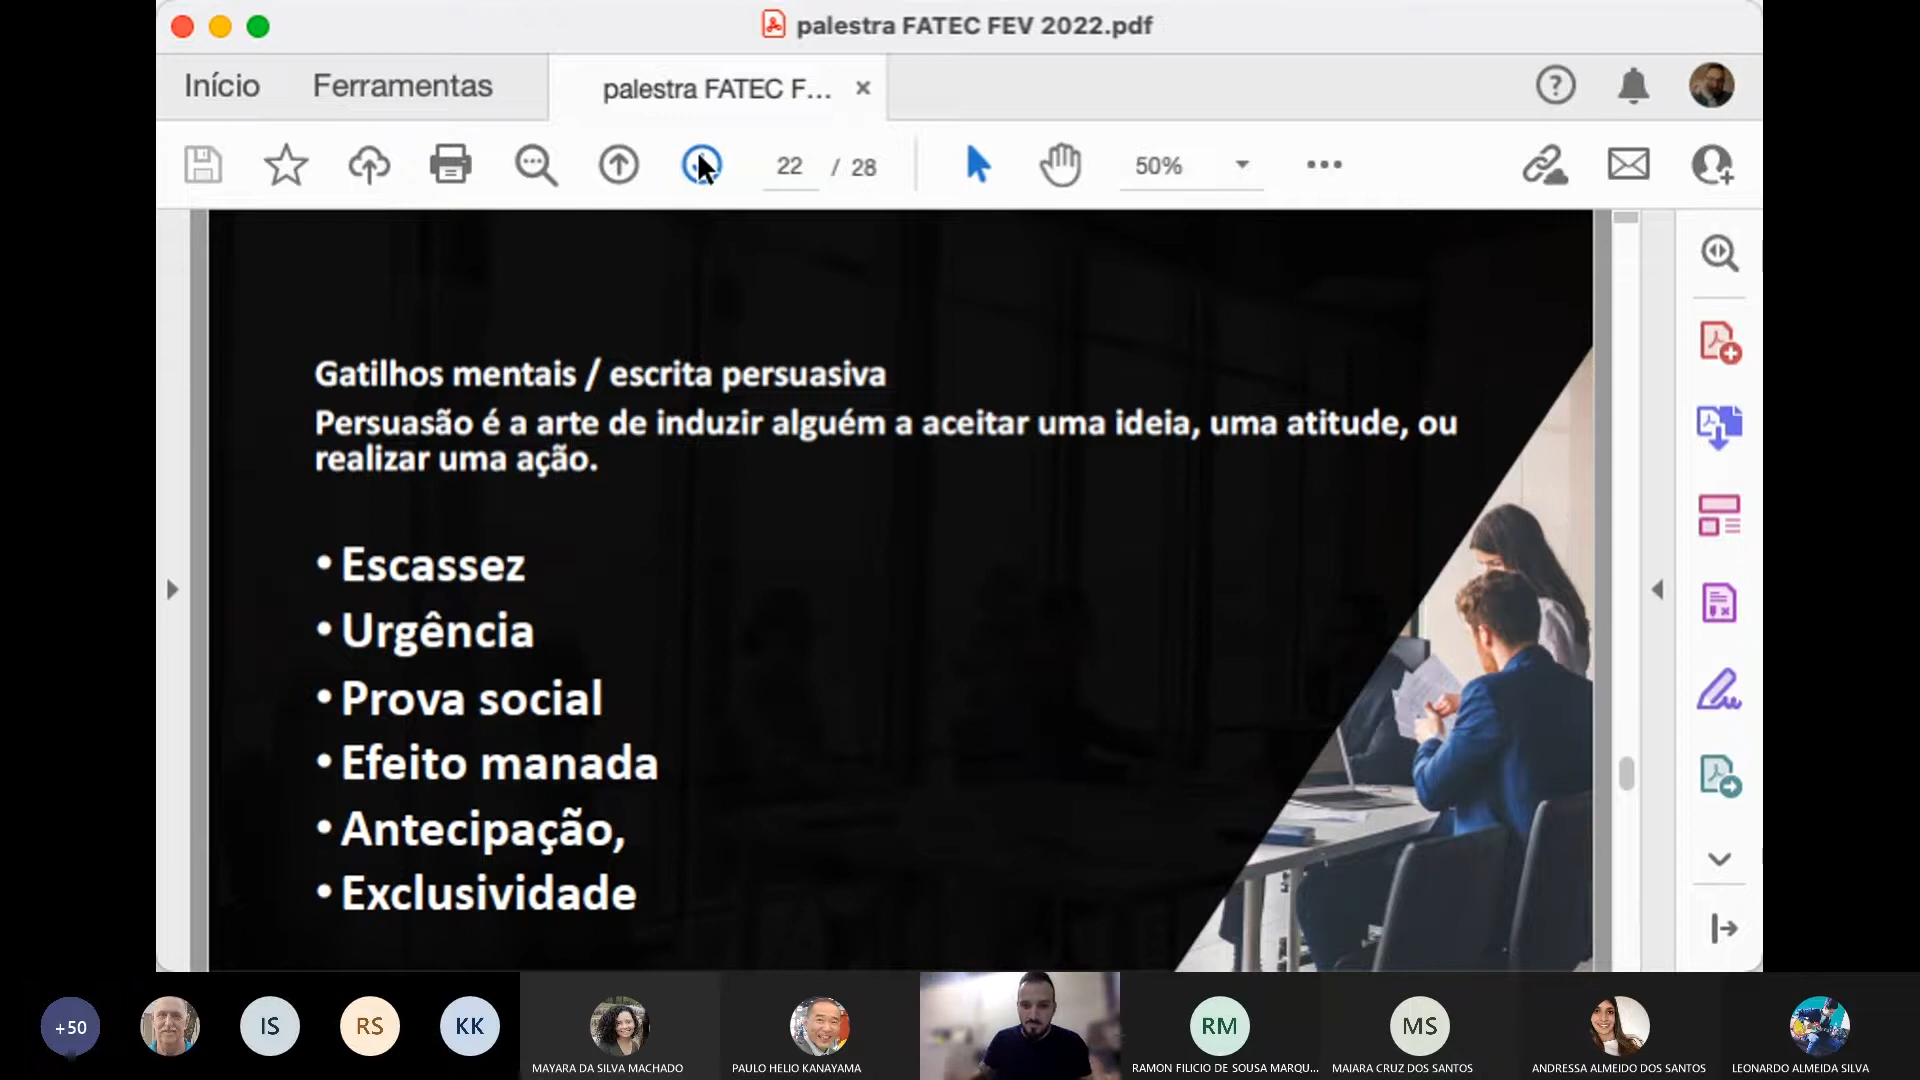 palestra FATEC FEV 2022.pdf
Início Ferramentas palestra FATEC F...
22 / 28 50%
Gatilhos mentais / escrita persuasiva
Persuasão é a arte de induzir alguém a aceitar uma ideia, uma atitude, ou
realizar uma ação.
• Escassez
• Urgência
• Prova social
• Efeito manada
• Antecipação,
• Exclusividade
+50 IS RS KK RM MS
MAYARA DA SILVA MACHADO PAULO HELIO KANAYAMA RAMON FILICIO DE SOUSA MARQU... MAIARA CRUZ DOS SANTOS ANDRESSA ALMEIDO DOS SANTOS LEONARDO ALMEIDA SILVA